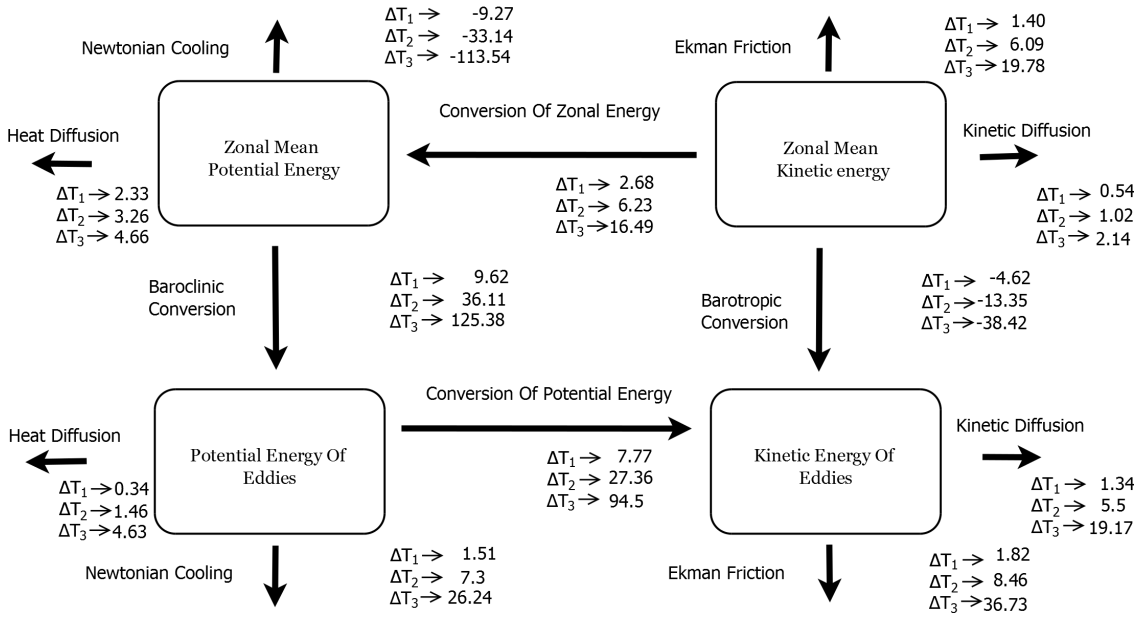 Newtonian Cooling
ΔT₁ → -9.27
ΔT₂ → -33.14
ΔT₃ → -113.54
Ekman Friction
ΔT₁ → 1.40
ΔT₂ → 6.09
ΔT₃ → 19.78
Heat Diffusion
ΔT₁ → 2.33
ΔT₂ → 3.26
ΔT₃ → 4.66
Zonal Mean
Potential Energy
Conversion Of Zonal Energy
ΔT₁ → 2.68
ΔT₂ → 6.23
ΔT₃ → 16.49
Zonal Mean
Kinetic energy
Kinetic Diffusion
ΔT₁ → 0.54
ΔT₂ → 1.02
ΔT₃ → 2.14
Baroclinic
Conversion
ΔT₁ → 9.62
ΔT₂ → 36.11
ΔT₃ → 125.38
Barotropic
Conversion
ΔT₁ → -4.62
ΔT₂ → -13.35
ΔT₃ → -38.42
Heat Diffusion
ΔT₁ → 0.34
ΔT₂ → 1.46
ΔT₃ → 4.63
Potential Energy Of
Eddies
Conversion Of Potential Energy
ΔT₁ → 7.77
ΔT₂ → 27.36
ΔT₃ → 94.5
Kinetic Energy Of
Eddies
Kinetic Diffusion
ΔT₁ → 1.34
ΔT₂ → 5.5
ΔT₃ → 19.17
Newtonian Cooling
ΔT₁ → 1.51
ΔT₂ → 7.3
ΔT₃ → 26.24
Ekman Friction
ΔT₁ → 1.82
ΔT₂ → 8.46
ΔT₃ → 36.73